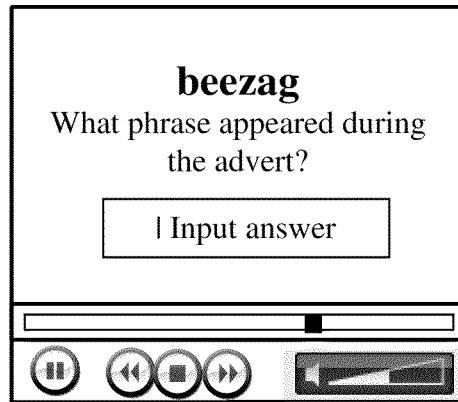 beezag
What phrase appeared during
the advert?
Input answer